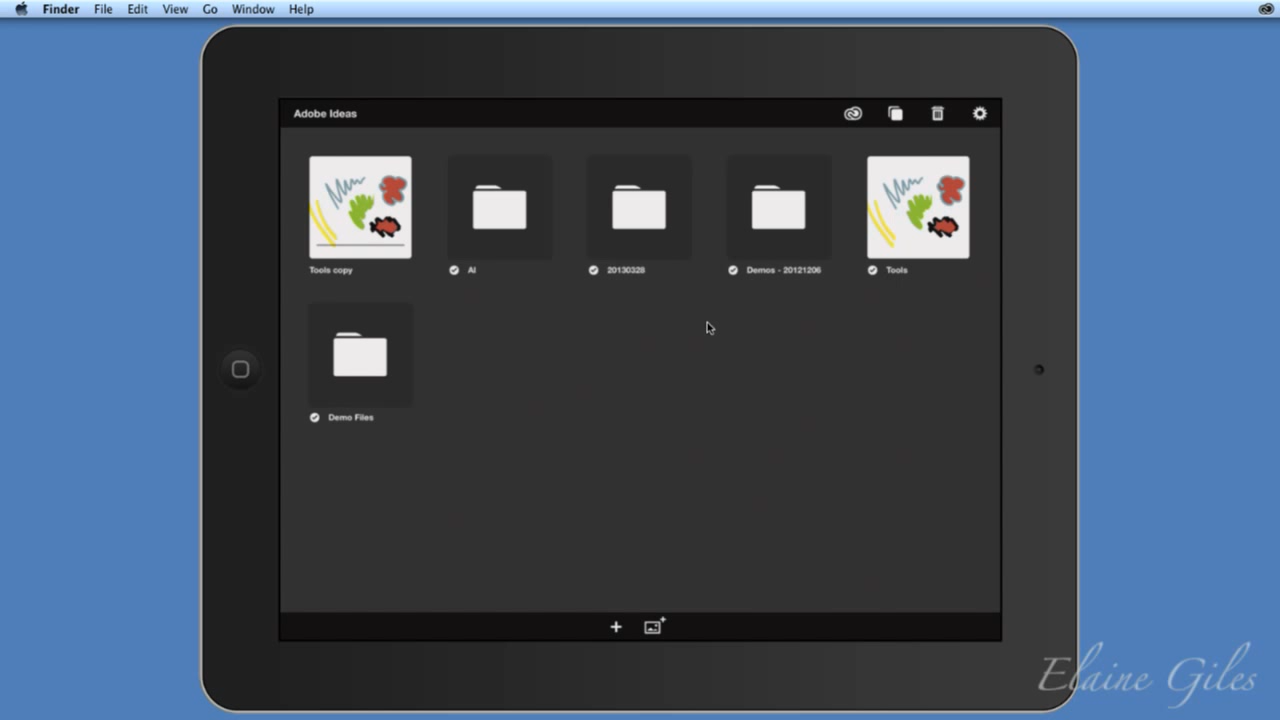 Finder File Edit View Go Window Help
Adobe Ideas
Tools copy AI 20130328 Demos - 20121206 Tools
Demo Files
Elaine Giles